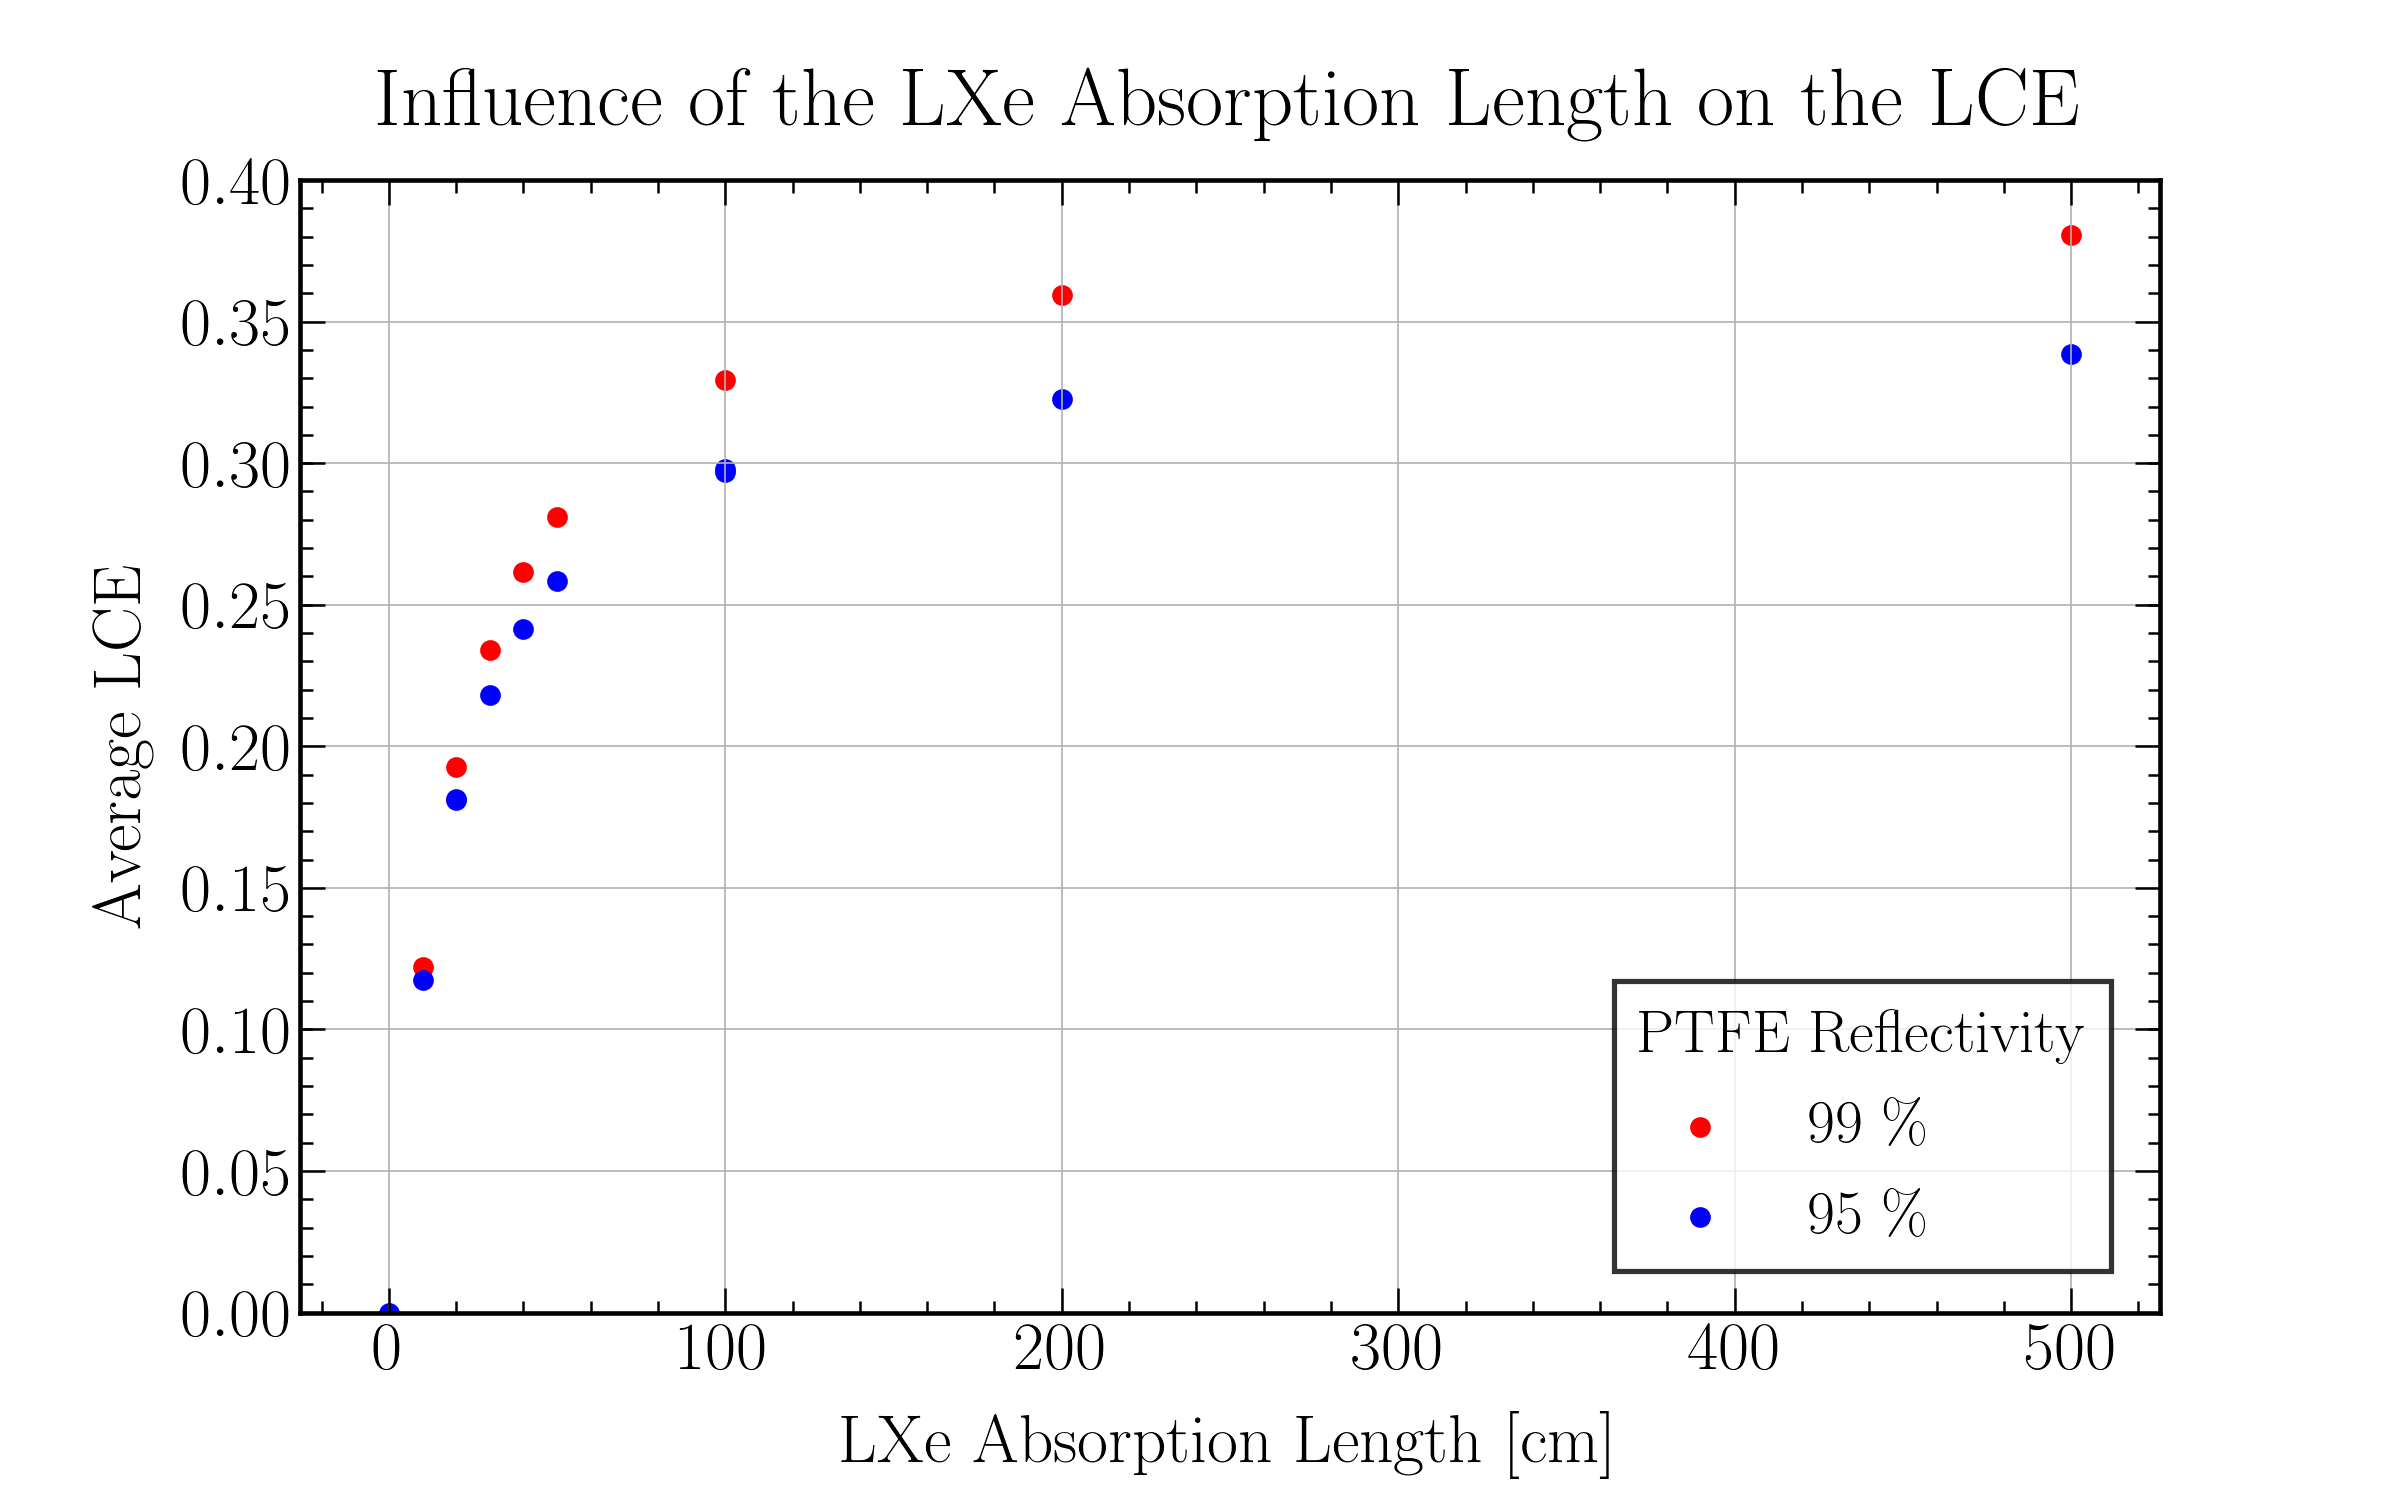 Influence of the LXe Absorption Length on the LCE
0.40
0.35
0.30
0.25
0.20
0.15
0.10
0.05
0.00
Average LCE
PTFE Reflectivity
99 %
95 %
0 100 200 300 400 500
LXe Absorption Length [cm]